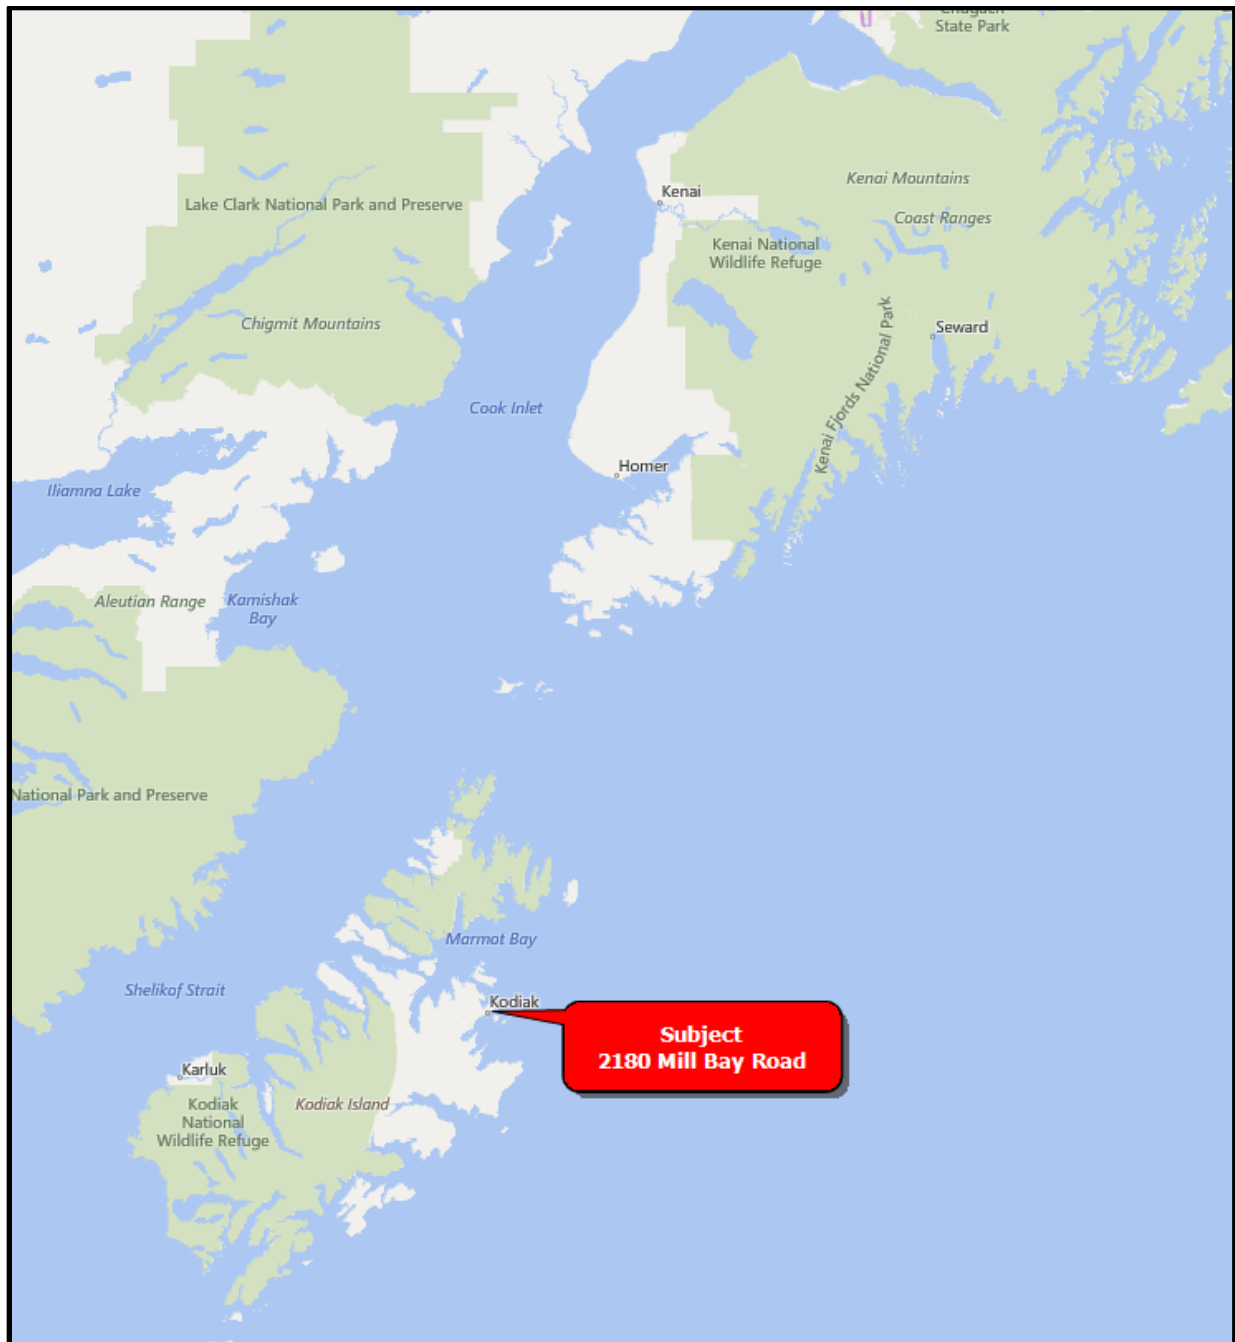 State Park
Kenai
Kenai Mountains
Lake Clark National Park and Preserve
Coast Ranges
Kenai National
Wildlife Refuge
Chigmit Mountains
Seward
Kenai Fjords National Park
Cook Inlet
Homer
Iliamna Lake
Aleutian Range
Kamishak
Bay
National Park and Preserve
Marmot Bay
Shelikof Strait
Kodiak
Subject
2180 Mill Bay Road
Karluk
Kodiak
National
Wildlife Refuge
Kodiak Island